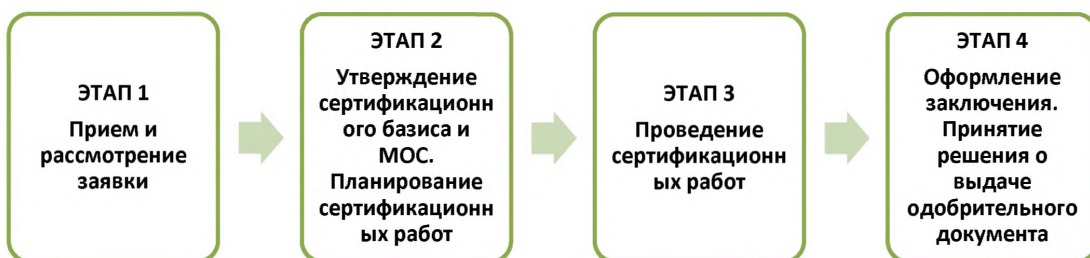 ЭТАП 1
Прием и
рассмотрение
заявки
ЭТАП 2
Утверждение
сертификационн
ого базиса и
МОС.
Планирование
сертификационн
ых работ
ЭТАП 3
Проведение
сертификационн
ых работ
ЭТАП 4
Оформление
заключения.
Принятие
решения о
выдаче
одобрительного
документа